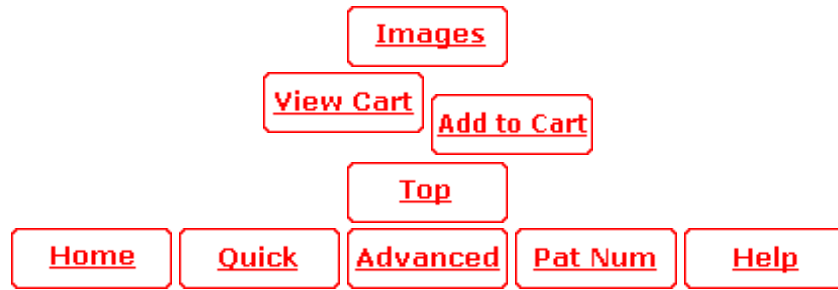 Images
View Cart
Add to Cart
Top
Home Quick Advanced Pat Num Help